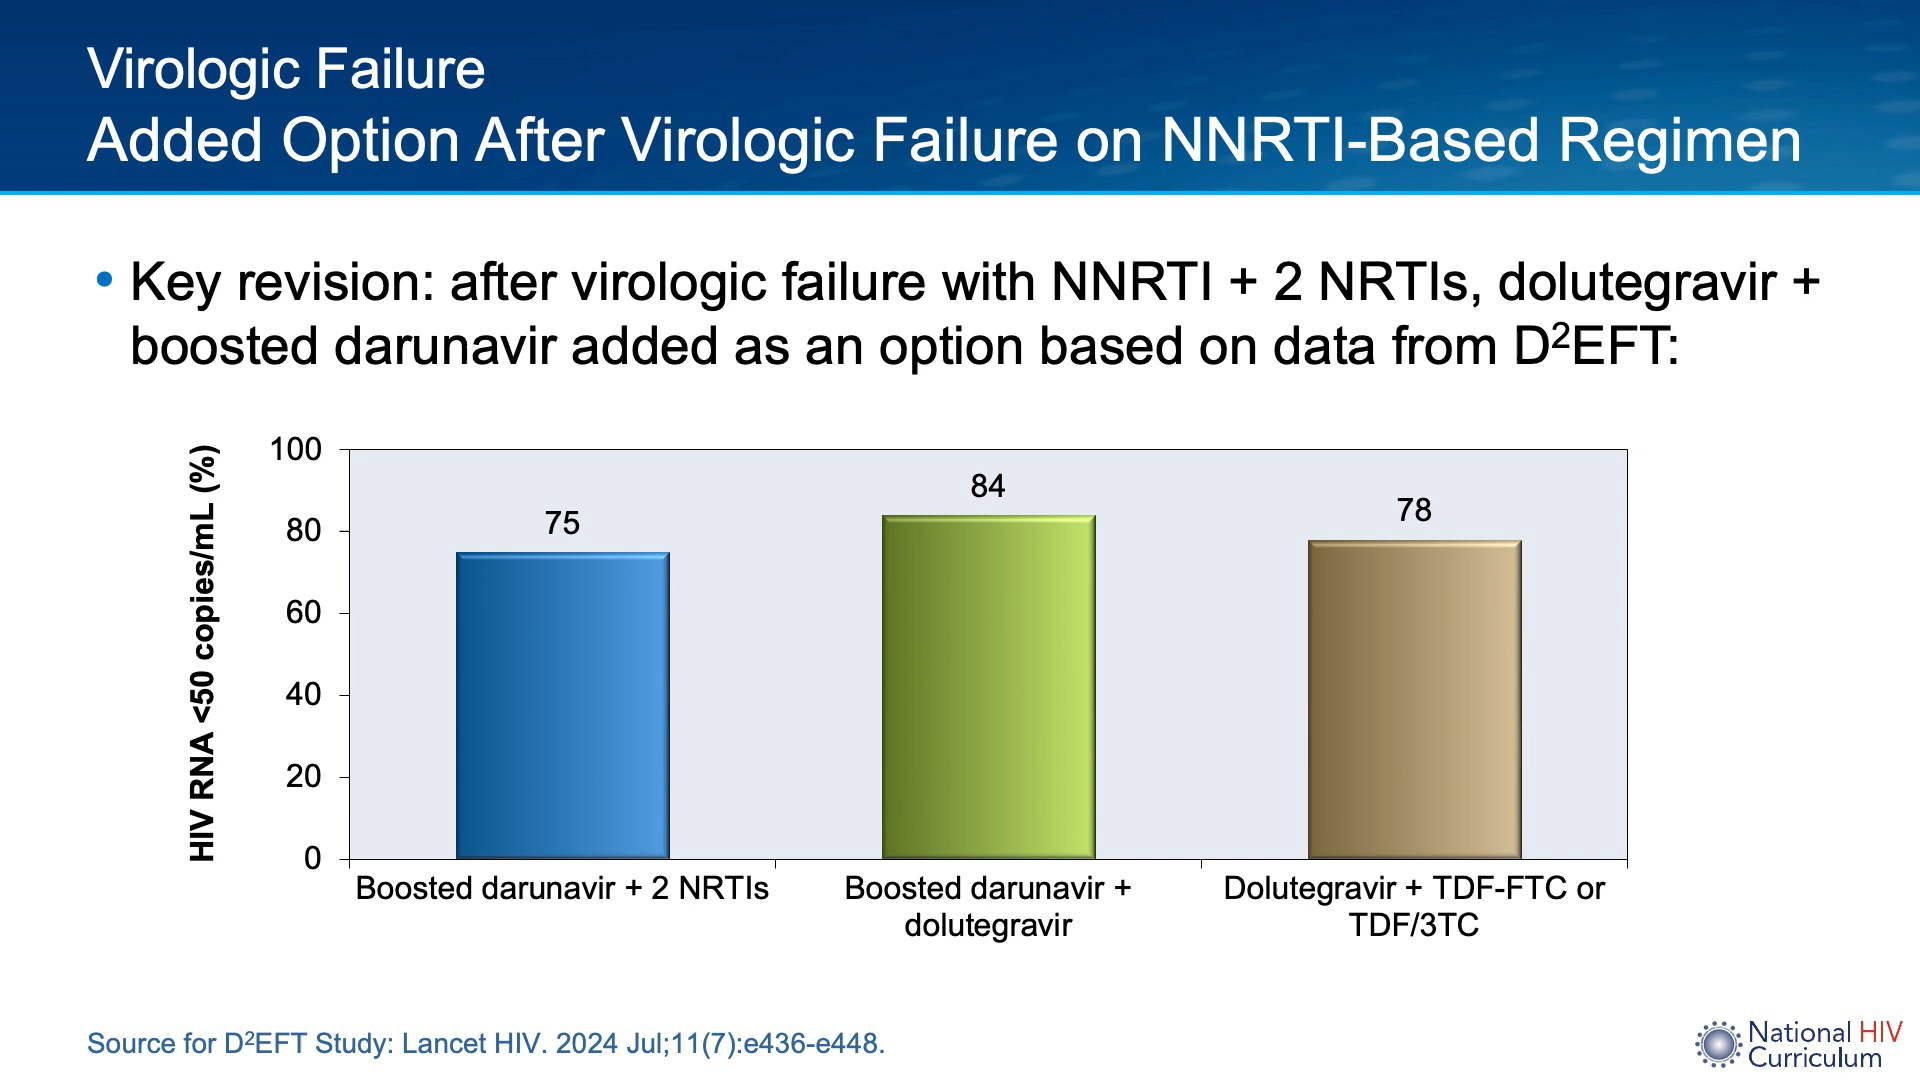 Virologic Failure
Added Option After Virologic Failure on NNRTI-Based Regimen
• Key revision: after virologic failure with NNRTI + 2 NRTIs, dolutegravir +
boosted darunavir added as an option based on data from D²EFT:
HIV RNA <50 copies/mL (%)
100
80
60
40
20
0
75
84
78
Boosted darunavir + 2 NRTIs
Boosted darunavir +
dolutegravir
Dolutegravir + TDF-FTC or
TDF/3TC
Source for D²EFT Study: Lancet HIV. 2024 Jul;11(7):e436-e448.
National HIV
Curriculum